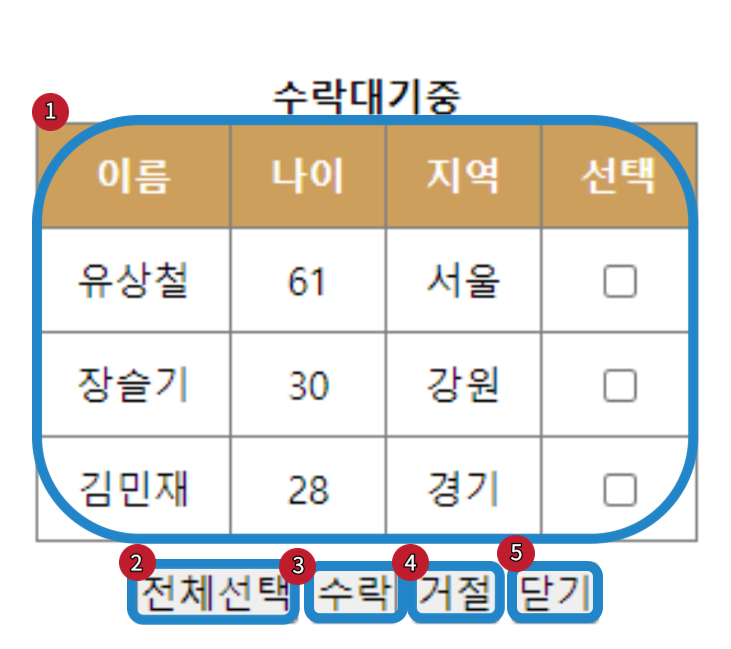 수락대기중
1
이름 나이 지역 선택
유상철 61 서울
장슬기 30 강원
김민재 28 경기
2 3 4 5
전체선택 수락 거절 닫기